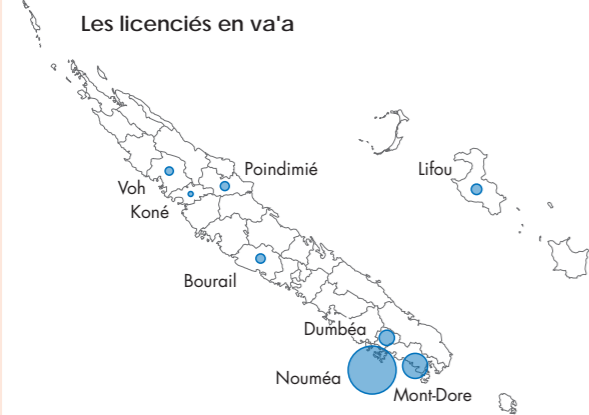 Les licenciés en va'a
Poindimié
Lifou
Voh
Koné
Bourail
Dumbéa
Nouméa
Mont-Dore